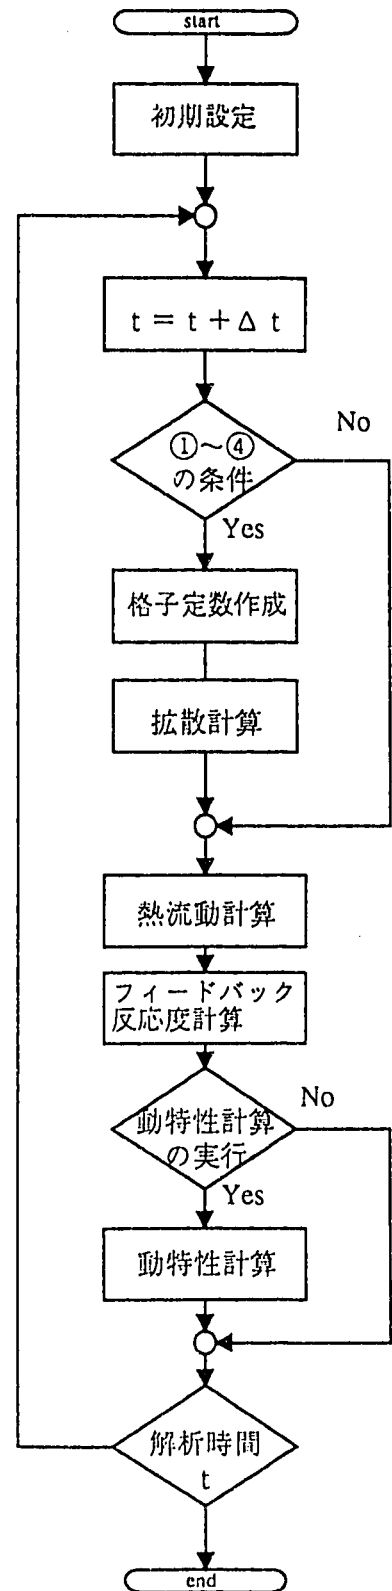 start
初期設定
t = t + Δ t
①～④
の条件
No
Yes
格子定数作成
拡散計算
熱流動計算
フィードバック
反応度計算
動特性計算
の実行
No
Yes
動特性計算
解析時間
t
end